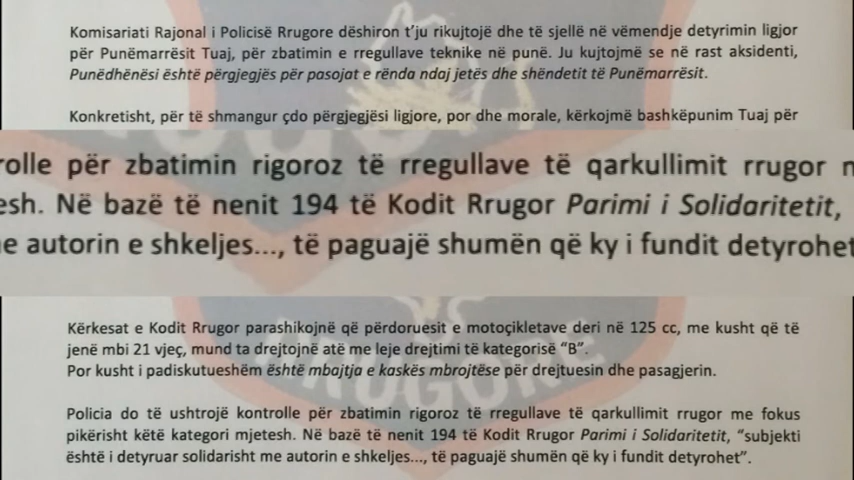 Komisariati Rajonal i Policisë Rrugore dëshiron t'ju rikujtojë dhe të sjellë në vëmendje detyrimin ligjor
për Punëmarrësit Tuaj, për zbatimin e rregullave teknike në punë. Ju kujtojmë se në rast aksidenti,
Punëdhënësi është përgjegjës për pasojat e rënda ndaj jetës dhe shëndetit të Punëmarrësit.
Konkretisht, për të shmangur çdo përgjegjësi ligjore, por dhe morale, kërkojmë bashkëpunim Tuaj për
rolle për zbatimin rigoroz të rregullave të qarkullimit rrugor
esh. Në bazë të nenit 194 të Kodit Rrugor Parimi i Solidaritetit,
e autorin e shkeljes..., të paguajë shumën që ky i fundit detyrohet
Kërkesat e Kodit Rrugor parashikojnë që përdoruesit e motoçikletave deri në 125 cc, me kusht që të
jenë mbi 21 vjeç, mund ta drejtojnë atë me leje drejtimi të kategorisë "B".
Por kusht i padiskutueshëm është mbajtja e kaskës mbrojtëse për drejtuesin dhe pasagjerin.
Policia do të ushtrojë kontrolle për zbatimin rigoroz të rregullave të qarkullimit rrugor me fokus
pikërisht këtë kategori mjetesh. Në bazë të nenit 194 të Kodit Rrugor Parimi i Solidaritetit, "subjekti
është i detyruar solidarisht me autorin e shkeljes..., të paguajë shumën që ky i fundit detyrohet".
RRUGORE